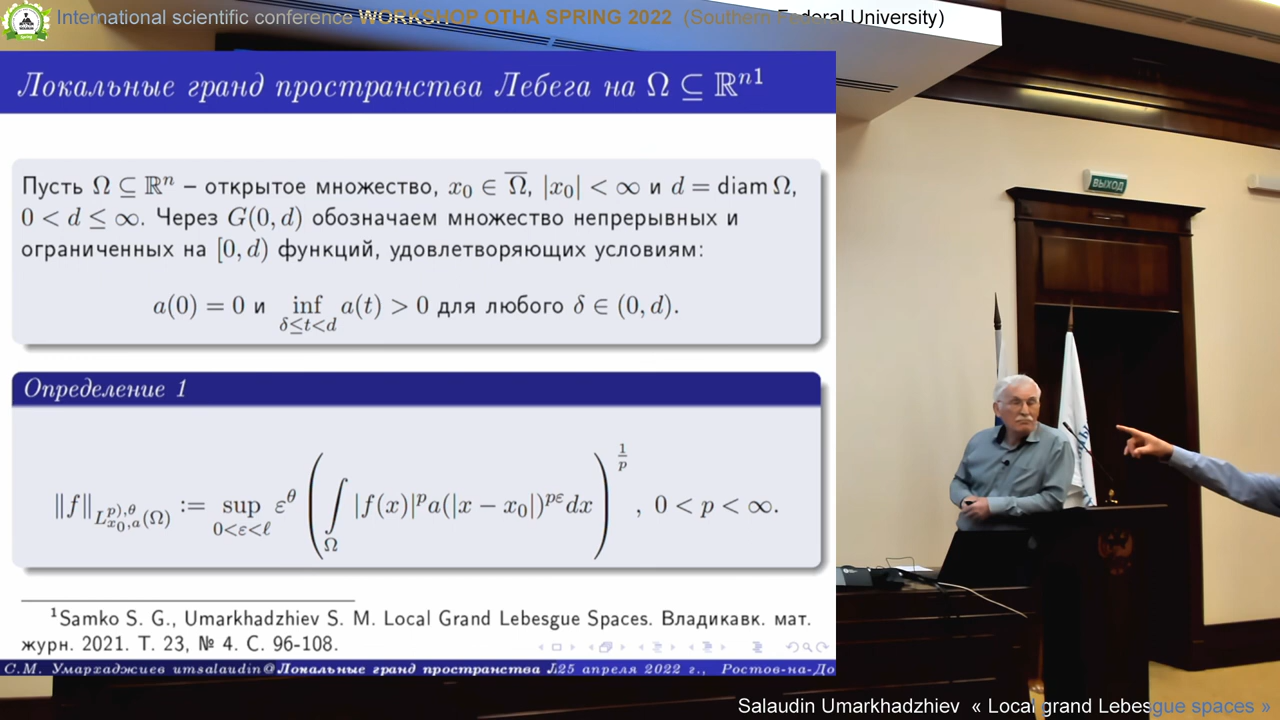 International scientific conference WORKSHOP OTHA SPRING 2022 (Southern Federal University)
Локальные гранд пространства Лебега на Ω ⊆ ℝⁿ¹
Пусть Ω ⊆ ℝⁿ – открытое множество, x₀ ∈ Ω̅, |x₀| < ∞ и d = diam Ω,
0 < d ≤ ∞. Через G(0, d) обозначаем множество непрерывных и
ограниченных на [0, d) функций, удовлетворяющих условиям:
a(0) = 0 и inf_{δ≤t<d} a(t) > 0 для любого δ ∈ (0, d).
Определение 1
‖f‖_{L^{p),θ}_{x₀,a}(Ω)} := sup_{0<ε<ℓ} ε^θ ( ∫_Ω |f(x)|^p a(|x − x₀|)^{pε} dx )^{1/p} , 0 < p < ∞.
¹Samko S. G., Umarkhadzhiev S. M. Local Grand Lebesgue Spaces. Владикавк. мат.
журн. 2021. Т. 23, № 4. С. 96-108.
С.М. Умархаджиев umsalaudin@Локальные гранд пространства Л25 апреля 2022 г., Ростов-на-До
ВЫХОД
Salaudin Umarkhadzhiev « Local grand Lebesgue spaces »